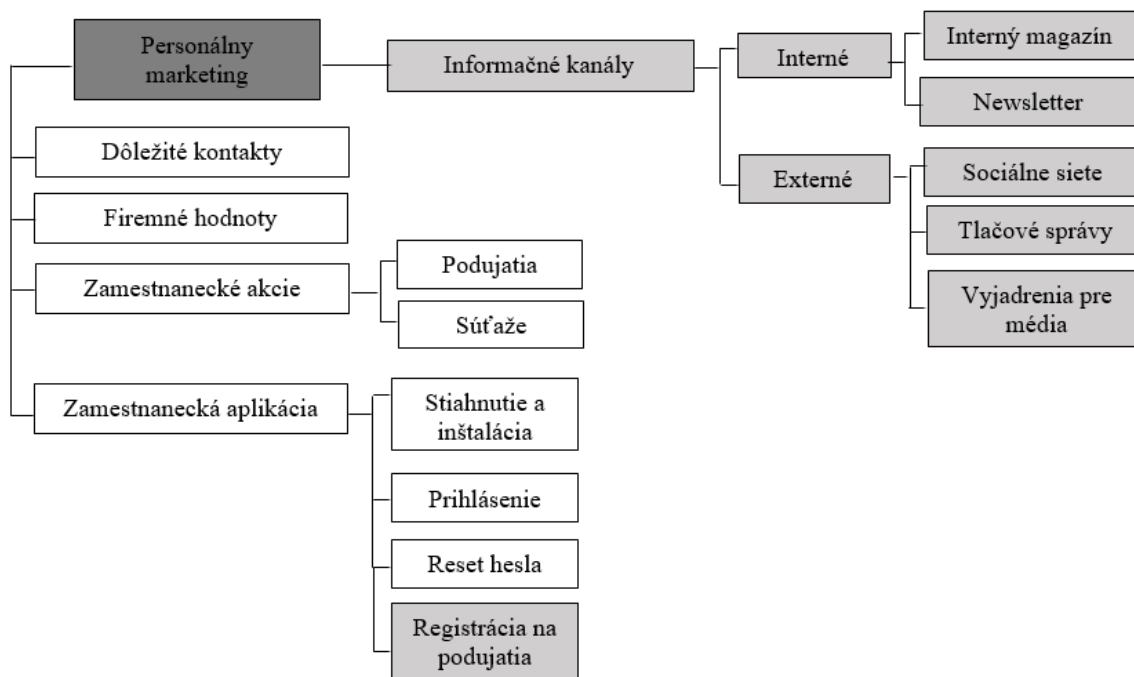 Personálny
marketing
Informačné kanály
Interné
Interný magazín
Newsletter
Externé
Sociálne siete
Tlačové správy
Vyjadrenia pre
média
Dôležité kontakty
Firemné hodnoty
Zamestnanecké akcie
Podujatia
Súťaže
Zamestnanecká aplikácia
Stiahnutie a
inštalácia
Prihlásenie
Reset hesla
Registrácia na
podujatia